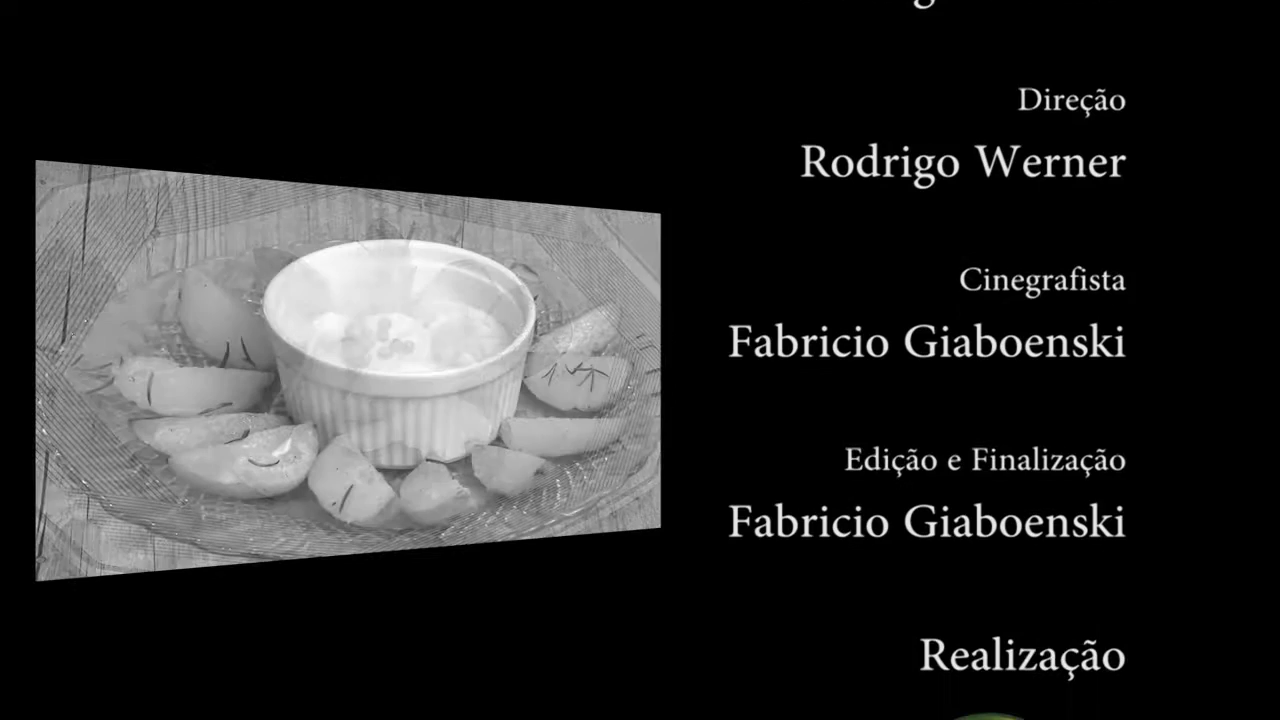 Direção
Rodrigo Werner
Cinegrafista
Fabricio Giaboenski
Edição e Finalização
Fabricio Giaboenski
Realização